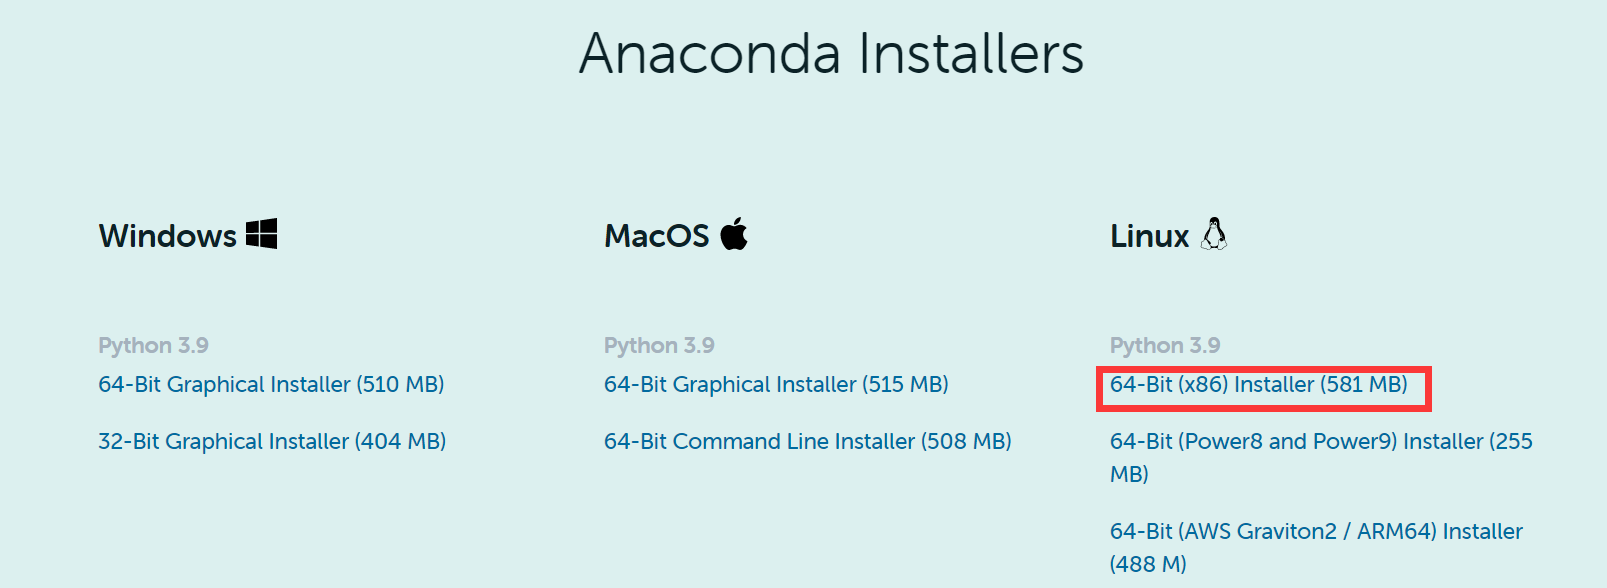 Anaconda Installers
Windows
MacOS
Linux
Python 3.9
64-Bit Graphical Installer (510 MB)
32-Bit Graphical Installer (404 MB)
Python 3.9
64-Bit Graphical Installer (515 MB)
64-Bit Command Line Installer (508 MB)
Python 3.9
64-Bit (x86) Installer (581 MB)
64-Bit (Power8 and Power9) Installer (255
MB)
64-Bit (AWS Graviton2 / ARM64) Installer
(488 M)